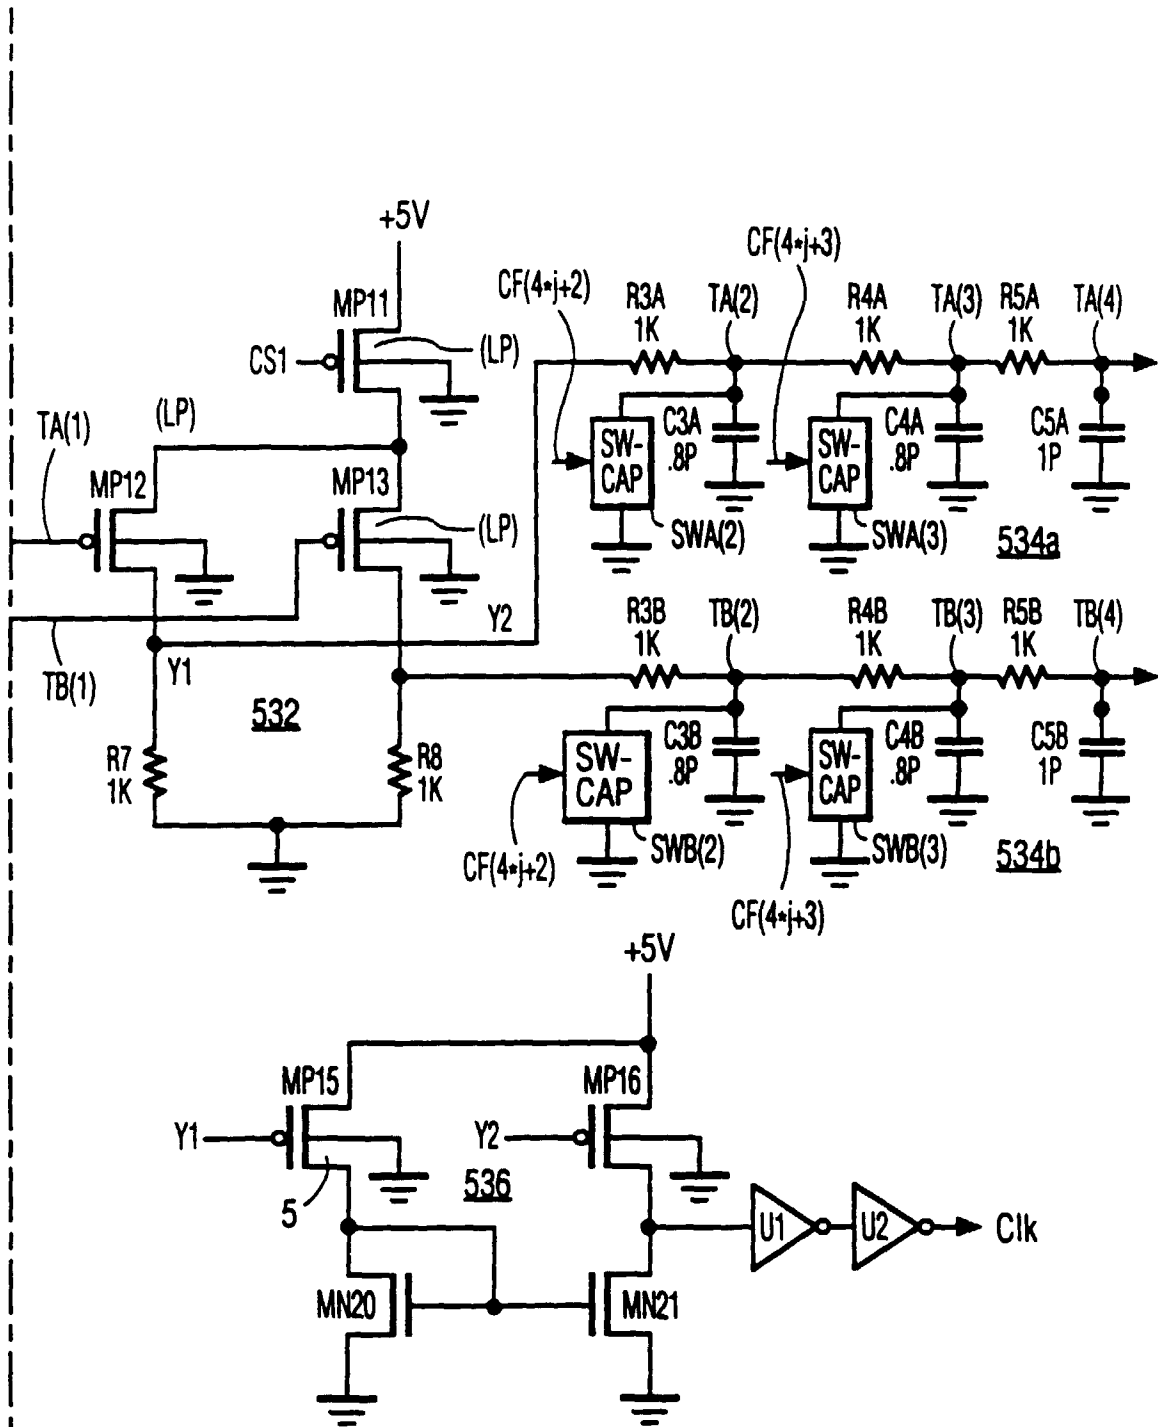 +5V
CF(4*j+3)
CF(4*j+2)
R3A
1K
TA(2)
R4A
1K
TA(3)
R5A
1K
TA(4)
MP11
CS1
(LP)
(LP)
TA(1)
MP12
MP13
(LP)
SW-
CAP
C3A
.8P
SW-
CAP
C4A
.8P
C5A
1P
SWA(2)
SWA(3)
534a
TB(1)
Y1
Y2
532
R7
1K
R8
1K
R3B
1K
TB(2)
R4B
1K
TB(3)
R5B
1K
TB(4)
SW-
CAP
C3B
.8P
SW-
CAP
C4B
.8P
C5B
1P
CF(4*j+2)
SWB(2)
CF(4*j+3)
SWB(3)
534b
+5V
MP15
MP16
Y1
Y2
5
536
U1
U2
Clk
MN20
MN21